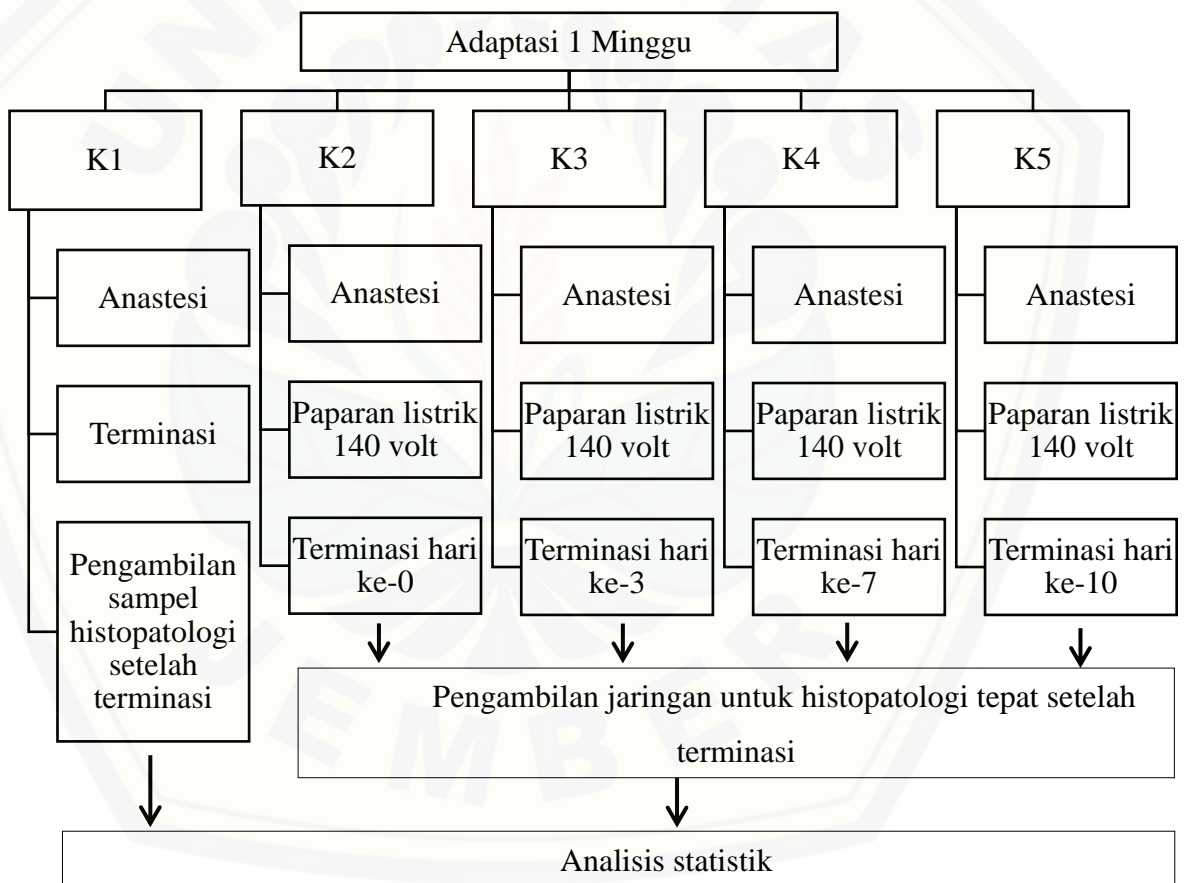 Adaptasi 1 Minggu
K1
K2
K3
K4
K5
Anastesi
Anastesi
Anastesi
Anastesi
Anastesi
Terminasi
Paparan listrik
140 volt
Paparan listrik
140 volt
Paparan listrik
140 volt
Paparan listrik
140 volt
Pengambilan
sampel
histopatologi
setelah
terminasi
Terminasi hari
ke-0
Terminasi hari
ke-3
Terminasi hari
ke-7
Terminasi hari
ke-10
Pengambilan jaringan untuk histopatologi tepat setelah
terminasi
Analisis statistik
JEMBER